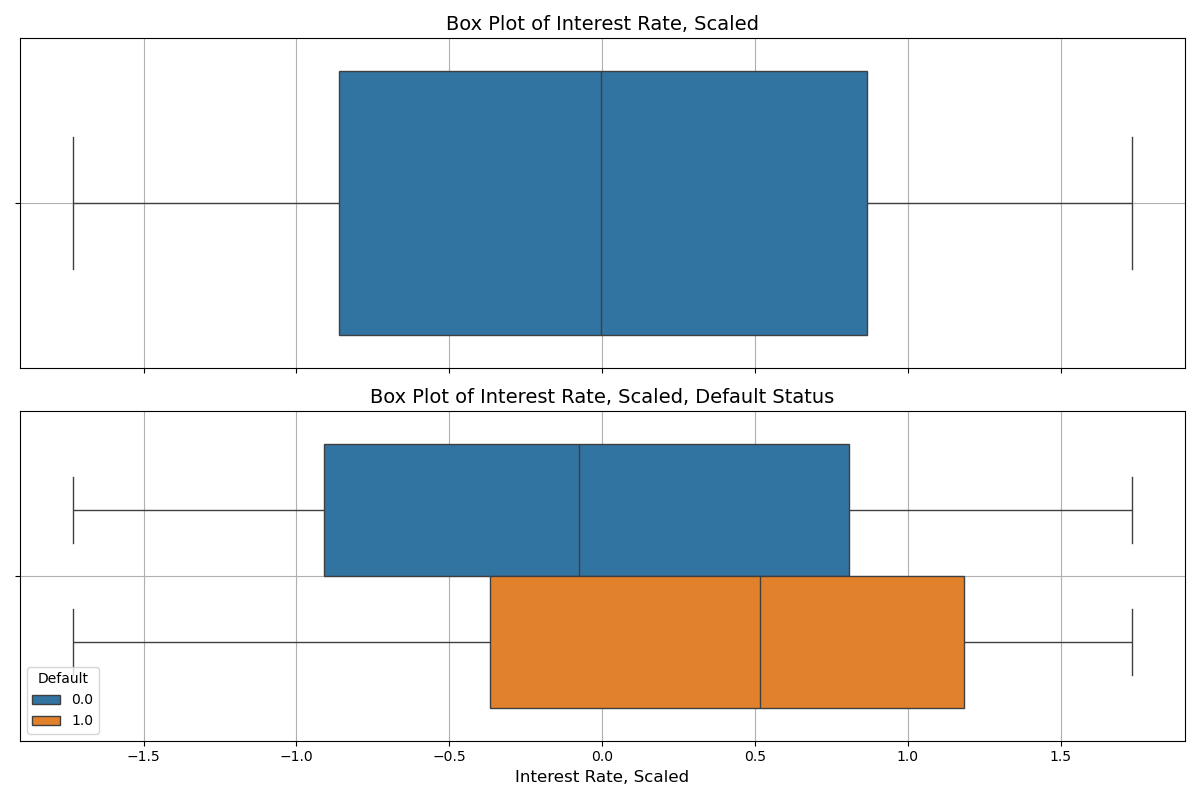 Box Plot of Interest Rate, Scaled
Box Plot of Interest Rate, Scaled, Default Status
Default
0.0
1.0
−1.5 −1.0 −0.5 0.0 0.5 1.0 1.5
Interest Rate, Scaled